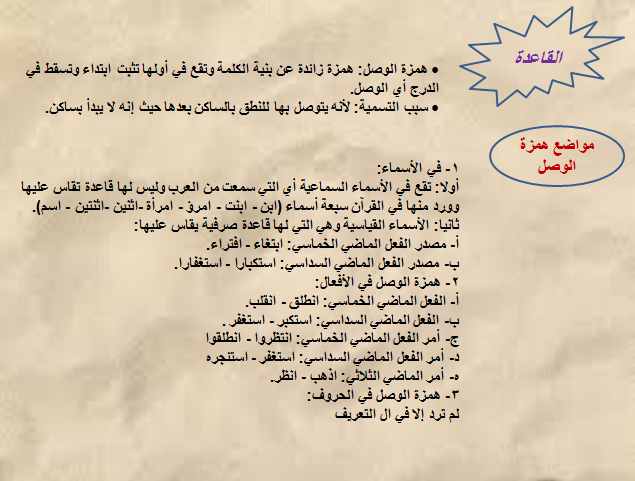 القاعدة
• همزة الوصل: همزة زائدة عن بنية الكلمة وتقع في أولها تثبت ابتداء وتسقط في
الدرج أي الوصل.
• سبب التسمية: لأنه يتوصل بها للنطق بالساكن بعدها حيث إنه لا يبدأ بساكن.
مواضع همزة
الوصل
١- في الأسماء:
أولا: تقع في الأسماء السماعية أي التي سمعت من العرب وليس لها قاعدة تقاس عليها
وورد منها في القرآن سبعة أسماء (ابن - ابنت - امرؤ - امرأة -اثنين -اثنتين - اسم).
ثانيا: الأسماء القياسية وهي التي لها قاعدة صرفية يقاس عليها:
أ- مصدر الفعل الماضي الخماسي: ابتغاء - افتراء.
ب- مصدر الفعل الماضي السداسي: استكبارا - استغفارا.
٢- همزة الوصل في الأفعال:
أ- الفعل الماضي الخماسي: انطلق - انقلب.
ب- الفعل الماضي السداسي: استكبر - استغفر .
ج- أمر الفعل الماضي الخماسي: انتظروا - انطلقوا
د- أمر الفعل الماضي السداسي: استغفر - استنجره
ه- أمر الماضي الثلاثي: اذهب - انظر.
٣- همزة الوصل في الحروف:
لم ترد إلا في ال التعريف